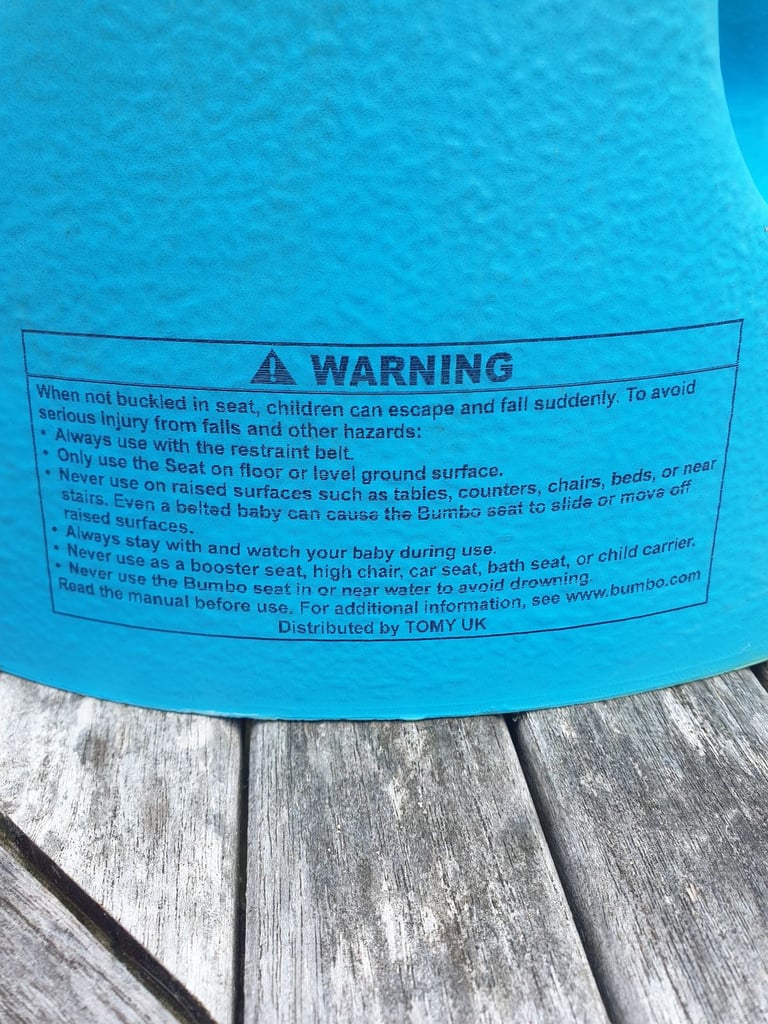 WARNING
When not buckled in seat, children can escape and fall suddenly. To avoid
serious injury from falls and other hazards:
• Always use with the restraint belt.
• Only use the Seat on floor or level ground surface.
• Never use on raised surfaces such as tables, counters, chairs, beds, or near
stairs. Even a belted baby can cause the Bumbo seat to slide or move off
raised surfaces.
• Always stay with and watch your baby during use.
• Never use as a booster seat, high chair, car seat, bath seat, or child carrier.
• Never use the Bumbo seat in or near water to avoid drowning.
Read the manual before use. For additional information, see www.bumbo.com
Distributed by TOMY UK